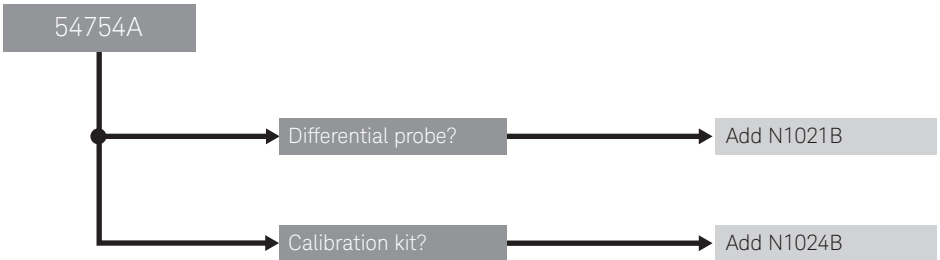 54754A
Differential probe?
Add N1021B
Calibration kit?
Add N1024B